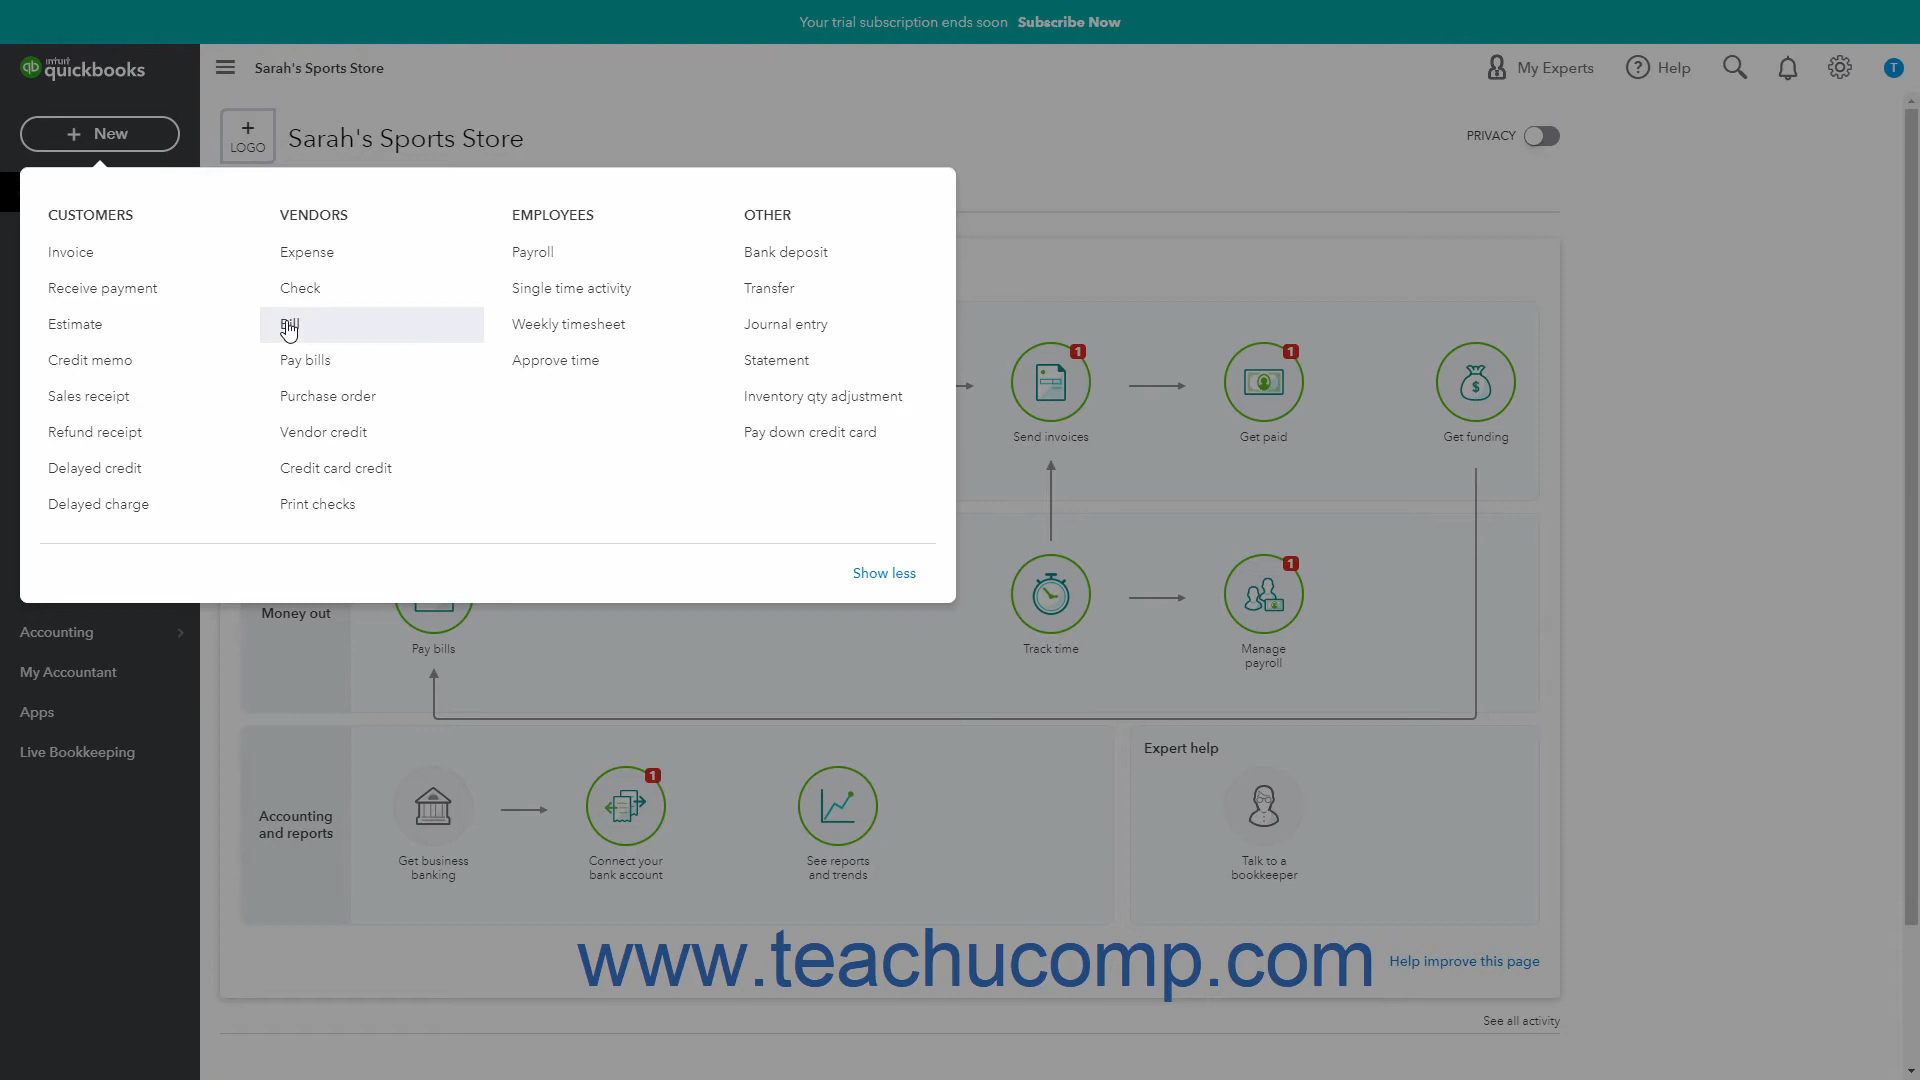 Your trial subscription ends soon Subscribe Now
intuit
qb quickbooks
Sarah's Sports Store
My Experts
? Help
T
+ New
+
LOGO
Sarah's Sports Store
PRIVACY
CUSTOMERS
Invoice
Receive payment
Estimate
Credit memo
Sales receipt
Refund receipt
Delayed credit
Delayed charge
VENDORS
Expense
Check
Bill
Pay bills
Purchase order
Vendor credit
Credit card credit
Print checks
EMPLOYEES
Payroll
Single time activity
Weekly timesheet
Approve time
OTHER
Bank deposit
Transfer
Journal entry
Statement
Inventory qty adjustment
Pay down credit card
Show less
1
Send invoices
1
Get paid
$
Get funding
Money out
Pay bills
Track time
1
Manage
payroll
Accounting
My Accountant
Apps
Live Bookkeeping
Accounting
and reports
Get business
banking
1
Connect your
bank account
See reports
and trends
Expert help
Talk to a
bookkeeper
www.teachucomp.com
Help improve this page
See all activity